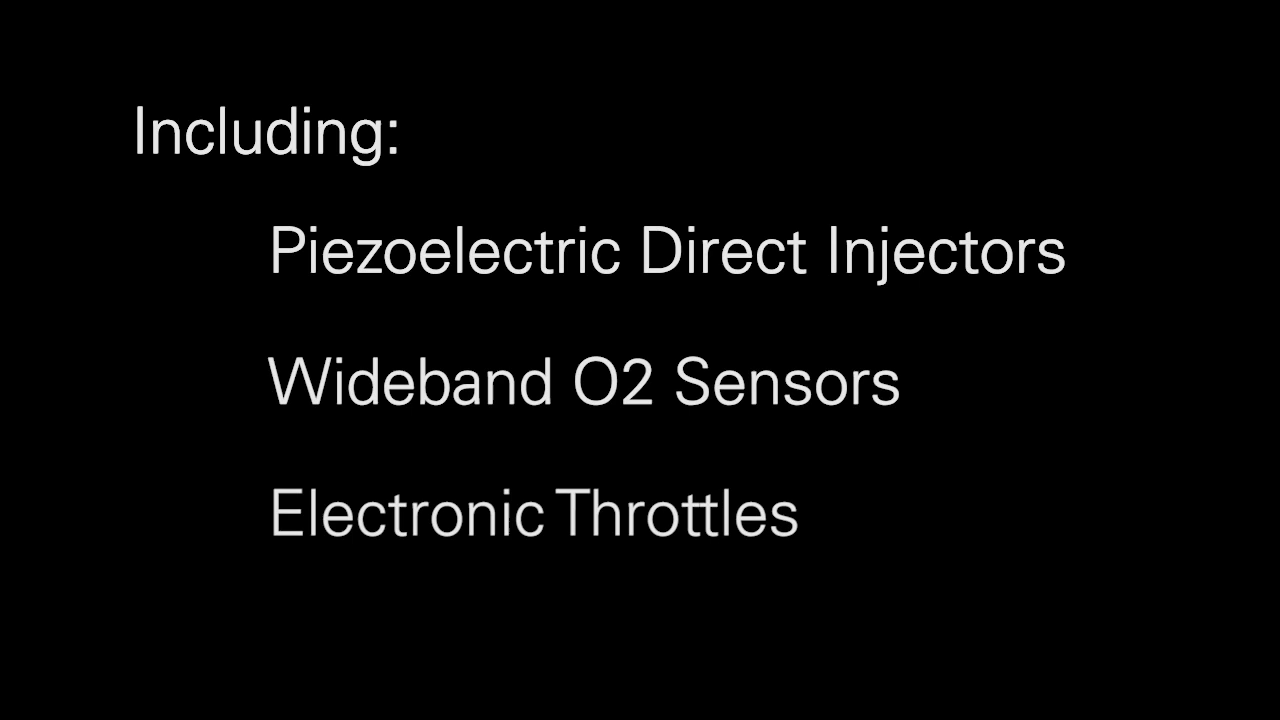 Including:
Piezoelectric Direct Injectors
Wideband O2 Sensors
Electronic Throttles